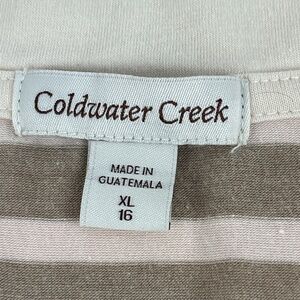 Coldwater Creek
MADE IN
GUATEMALA
XL
16